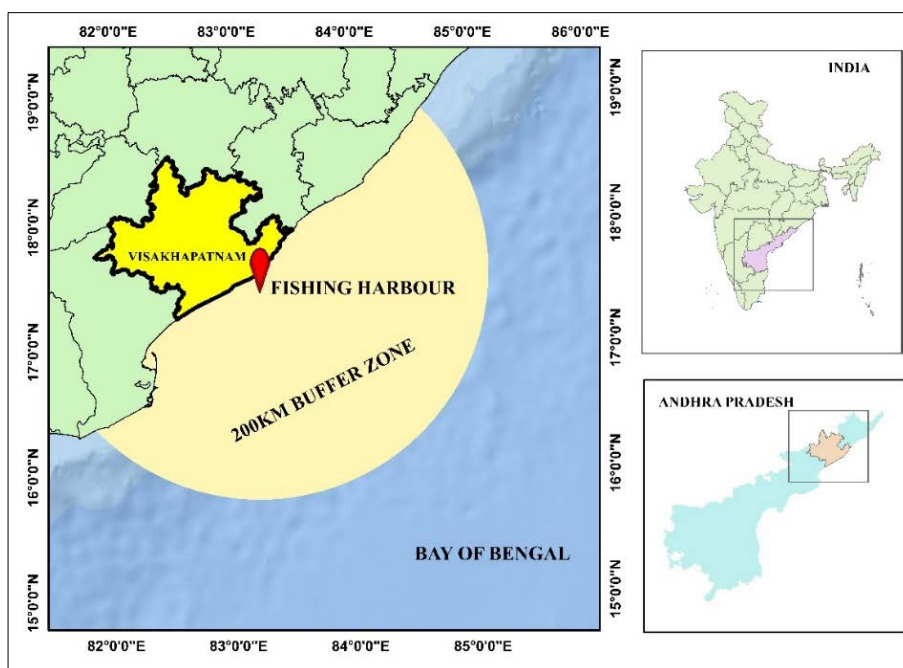 82°0'0"E 83°0'0"E 84°0'0"E 85°0'0"E 86°0'0"E
19°0'0"N
18°0'0"N
17°0'0"N
16°0'0"N
15°0'0"N
VISAKHAPATNAM
FISHING HARBOUR
200KM BUFFER ZONE
BAY OF BENGAL
19°0'0"N
18°0'0"N
17°0'0"N
16°0'0"N
15°0'0"N
82°0'0"E 83°0'0"E 84°0'0"E 85°0'0"E
INDIA
ANDHRA PRADESH